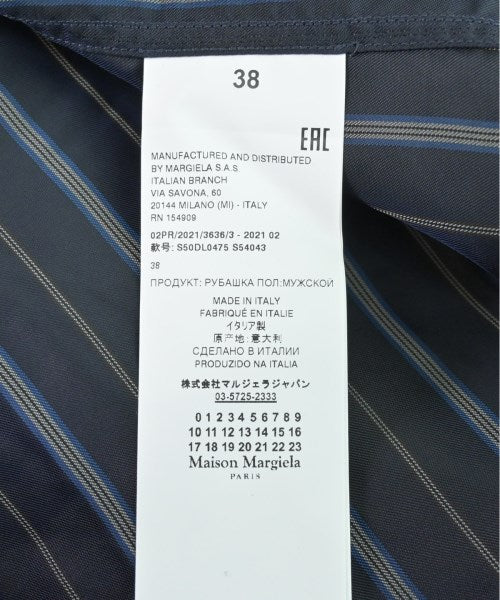 38
EAC
MANUFACTURED AND DISTRIBUTED
BY MARGIELA S.A.S.
ITALIAN BRANCH
VIA SAVONA, 60
20144 MILANO (MI) - ITALY
RN 154909
02PR/2021/3636/3 - 2021 02
款号: S50DL0475 S54043
38
ПРОДУКТ: РУБАШКА ПОЛ:МУЖСКОЙ
MADE IN ITALY
FABRIQUÉ EN ITALIE
イタリア製
原产地:意大利
СДЕЛАНО В ИТАЛИИ
PRODUZIDO NA ITALIA
株式会社マルジェラジャパン
03-5725-2333
0 1 2 3 4 5 6 7 8 9
10 11 12 13 14 15 16
17 18 19 20 21 22 23
Maison Margiela
PARIS